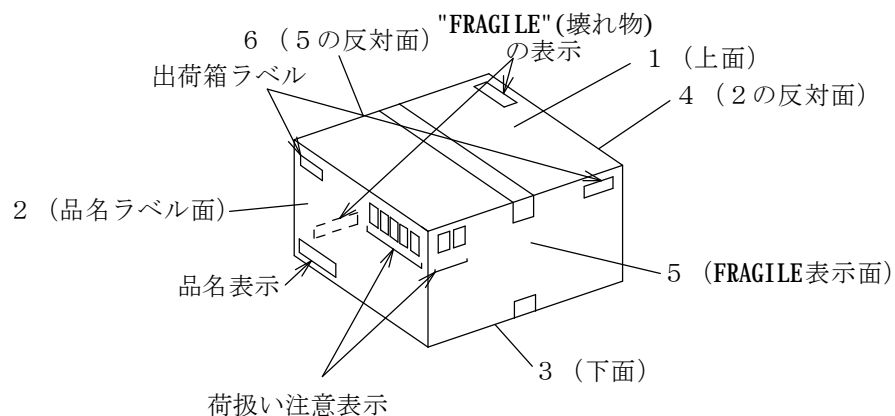 "FRAGILE"(壊れ物)
の表示
６（５の反対面）
出荷箱ラベル
１（上面）
４（２の反対面）
２（品名ラベル面）
品名表示
５（FRAGILE表示面）
３（下面）
荷扱い注意表示